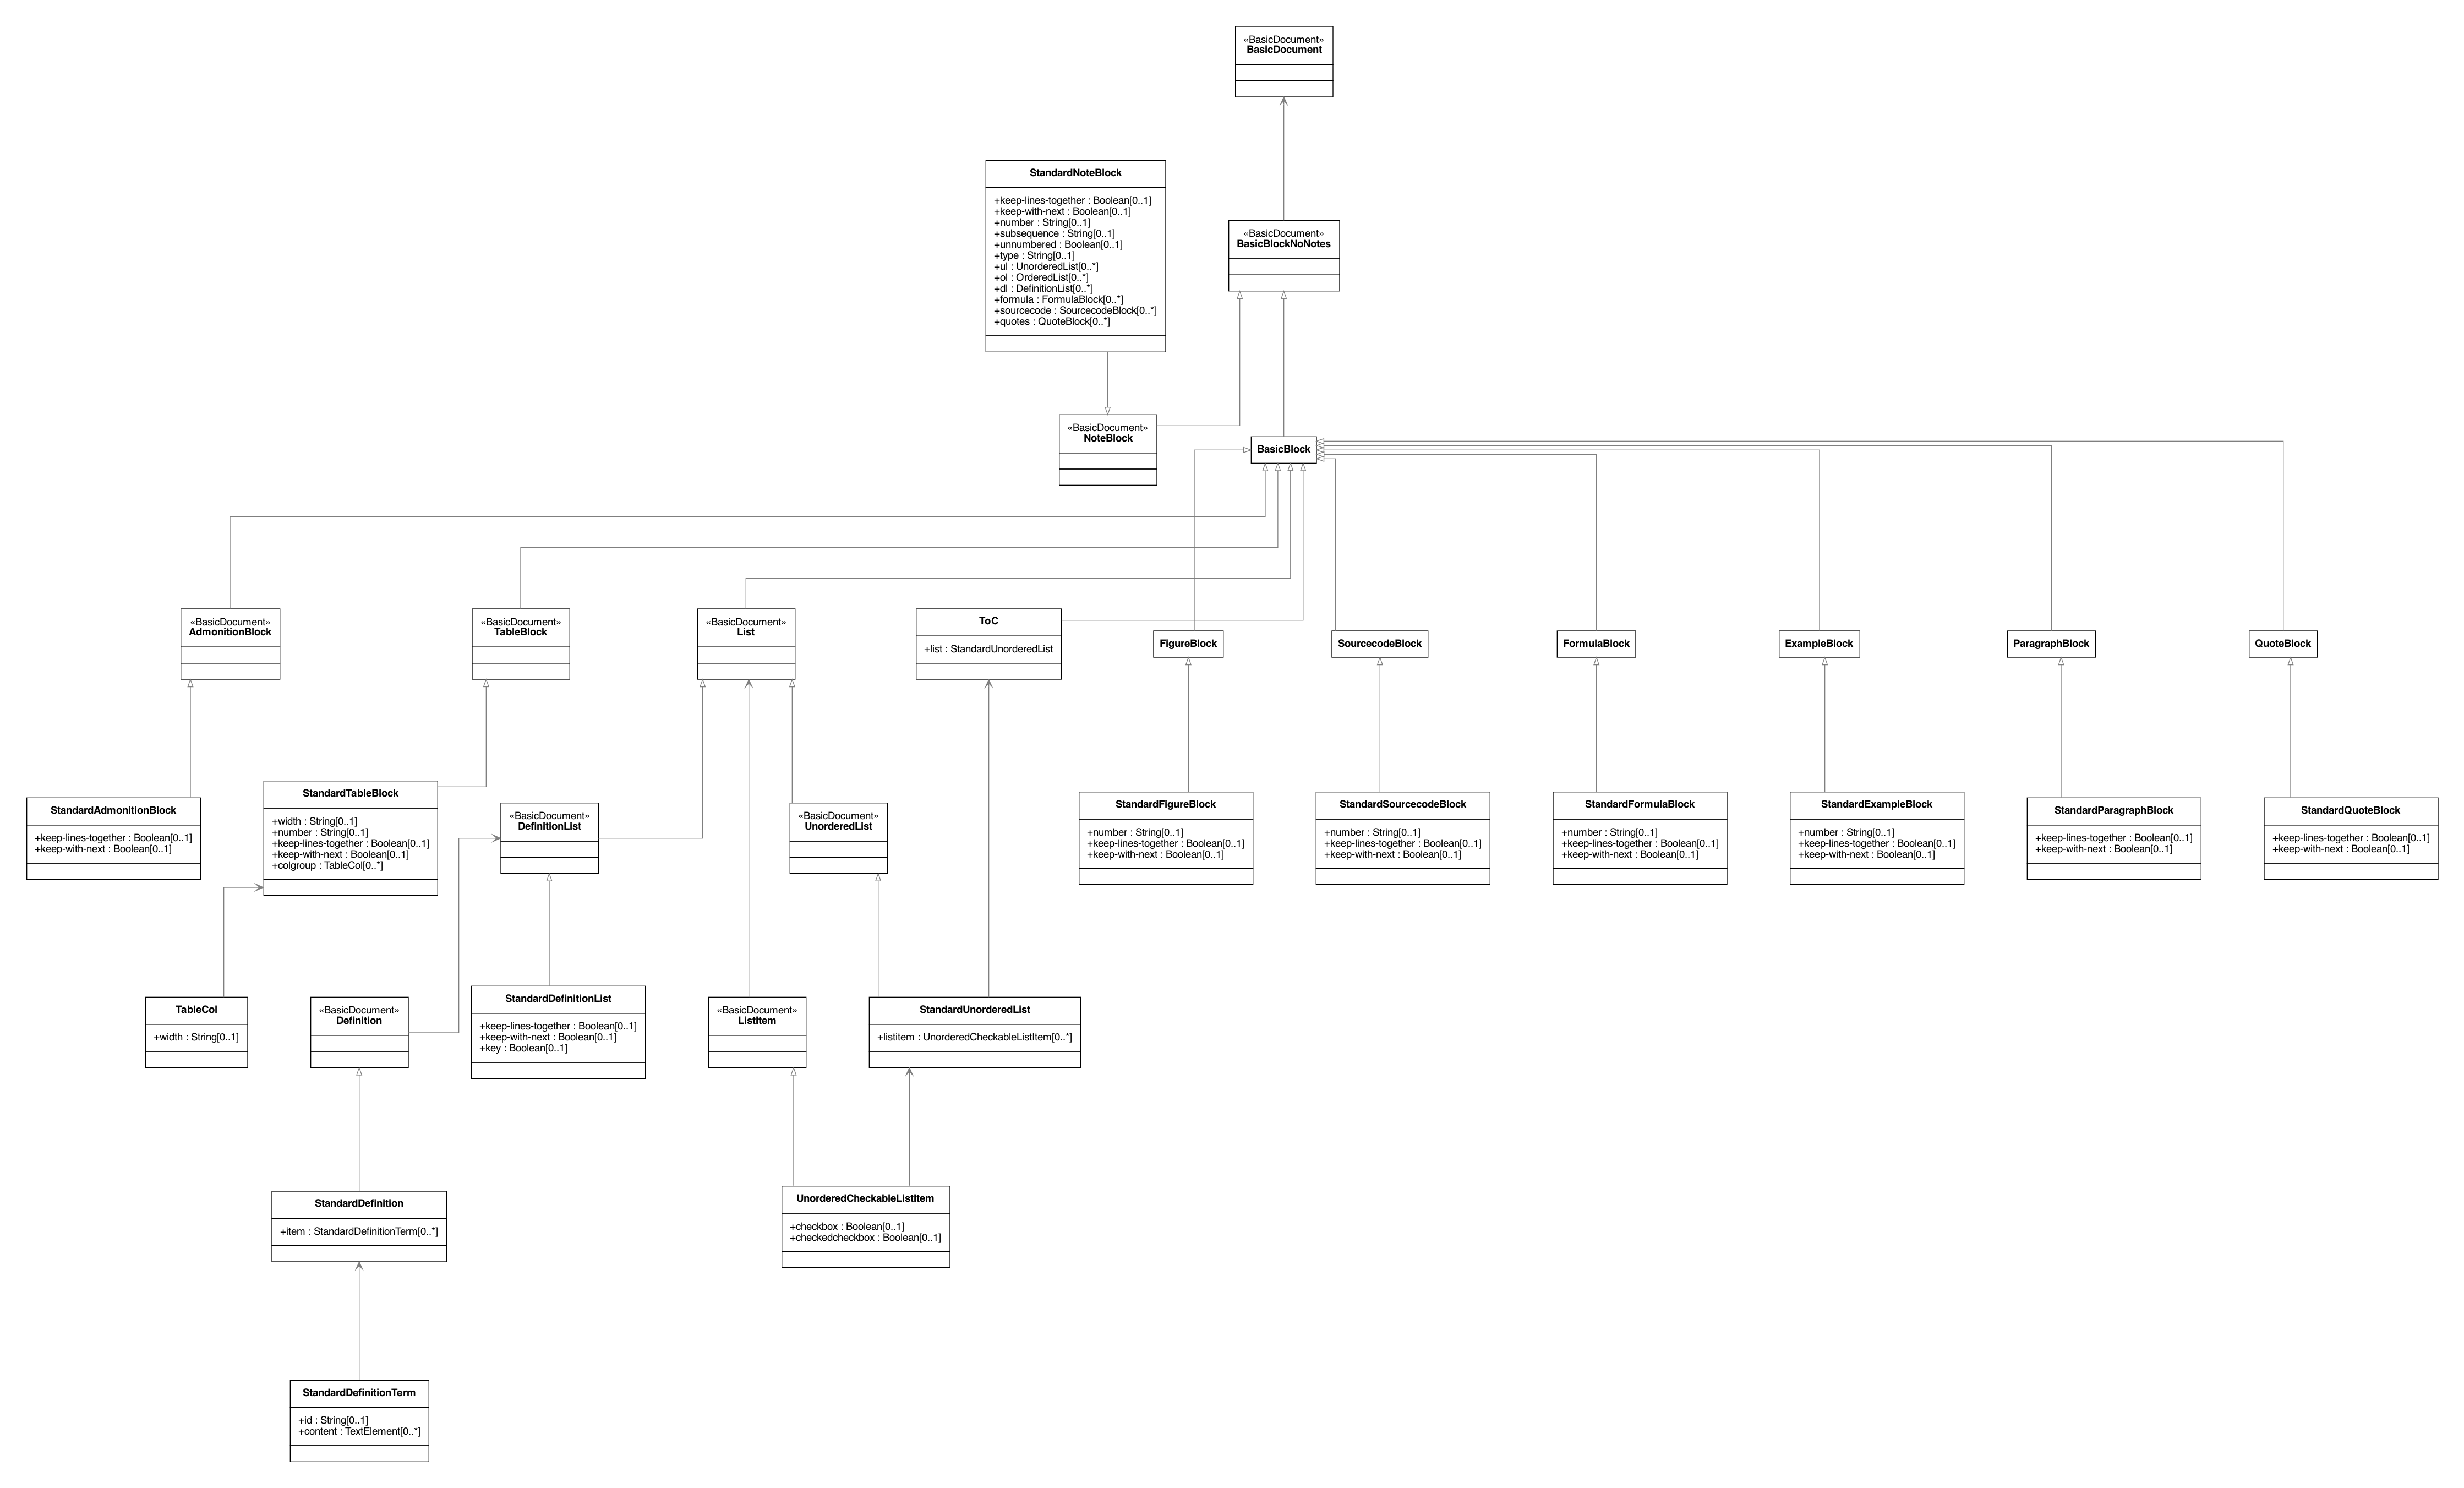 «BasicDocument»
BasicDocument
StandardNoteBlock
+keep-lines-together : Boolean[0..1]
+keep-with-next : Boolean[0..1]
+number : String[0..1]
+subsequence : String[0..1]
+unnumbered : Boolean[0..1]
+type : String[0..1]
+ul : UnorderedList[0..*]
+ol : OrderedList[0..*]
+dl : DefinitionList[0..*]
+formula : FormulaBlock[0..*]
+sourcecode : SourcecodeBlock[0..*]
+quotes : QuoteBlock[0..*]
«BasicDocument»
BasicBlockNoNotes
«BasicDocument»
NoteBlock
BasicBlock
«BasicDocument»
AdmonitionBlock
«BasicDocument»
TableBlock
«BasicDocument»
List
ToC
+list : StandardUnorderedList
FigureBlock
SourcecodeBlock
FormulaBlock
ExampleBlock
ParagraphBlock
QuoteBlock
StandardAdmonitionBlock
+keep-lines-together : Boolean[0..1]
+keep-with-next : Boolean[0..1]
StandardTableBlock
+width : String[0..1]
+number : String[0..1]
+keep-lines-together : Boolean[0..1]
+keep-with-next : Boolean[0..1]
+colgroup : TableCol[0..*]
«BasicDocument»
DefinitionList
«BasicDocument»
UnorderedList
StandardFigureBlock
+number : String[0..1]
+keep-lines-together : Boolean[0..1]
+keep-with-next : Boolean[0..1]
StandardSourcecodeBlock
+number : String[0..1]
+keep-lines-together : Boolean[0..1]
+keep-with-next : Boolean[0..1]
StandardFormulaBlock
+number : String[0..1]
+keep-lines-together : Boolean[0..1]
+keep-with-next : Boolean[0..1]
StandardExampleBlock
+number : String[0..1]
+keep-lines-together : Boolean[0..1]
+keep-with-next : Boolean[0..1]
StandardParagraphBlock
+keep-lines-together : Boolean[0..1]
+keep-with-next : Boolean[0..1]
StandardQuoteBlock
+keep-lines-together : Boolean[0..1]
+keep-with-next : Boolean[0..1]
TableCol
+width : String[0..1]
«BasicDocument»
Definition
StandardDefinitionList
+keep-lines-together : Boolean[0..1]
+keep-with-next : Boolean[0..1]
+key : Boolean[0..1]
«BasicDocument»
ListItem
StandardUnorderedList
+listitem : UnorderedCheckableListItem[0..*]
StandardDefinition
+item : StandardDefinitionTerm[0..*]
UnorderedCheckableListItem
+checkbox : Boolean[0..1]
+checkedcheckbox : Boolean[0..1]
StandardDefinitionTerm
+id : String[0..1]
+content : TextElement[0..*]